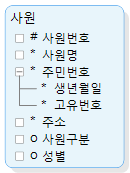 사원
# 사원번호
* 사원명
* 주민번호
* 생년월일
* 고유번호
* 주소
o 사원구분
o 성별